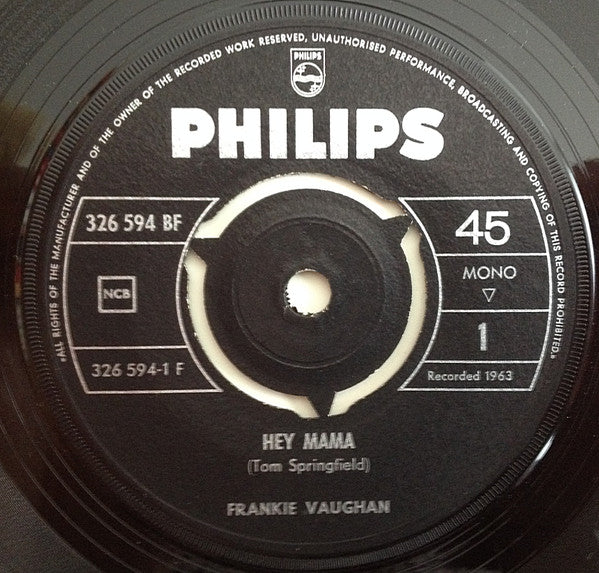 "ALL RIGHTS OF THE MANUFACTURER AND OF THE OWNER OF THE RECORDED WORK RESERVED, UNAUTHORISED PERFORMANCE, BROADCASTING AND COPYING OF THIS RECORD PROHIBITED."
PHILIPS
PHILIPS
326 594 BF
45
NCB
MONO
1
326 594-1 F
Recorded 1963
HEY MAMA
(Tom Springfield)
FRANKIE VAUGHAN